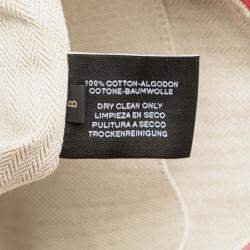 100% COTTON-ALGODON
COTONE-BAUMWOLLE
DRY CLEAN ONLY
LIMPIEZA EN SECO
PULITURA A SECCO
TROCKENREINIGUNG
B